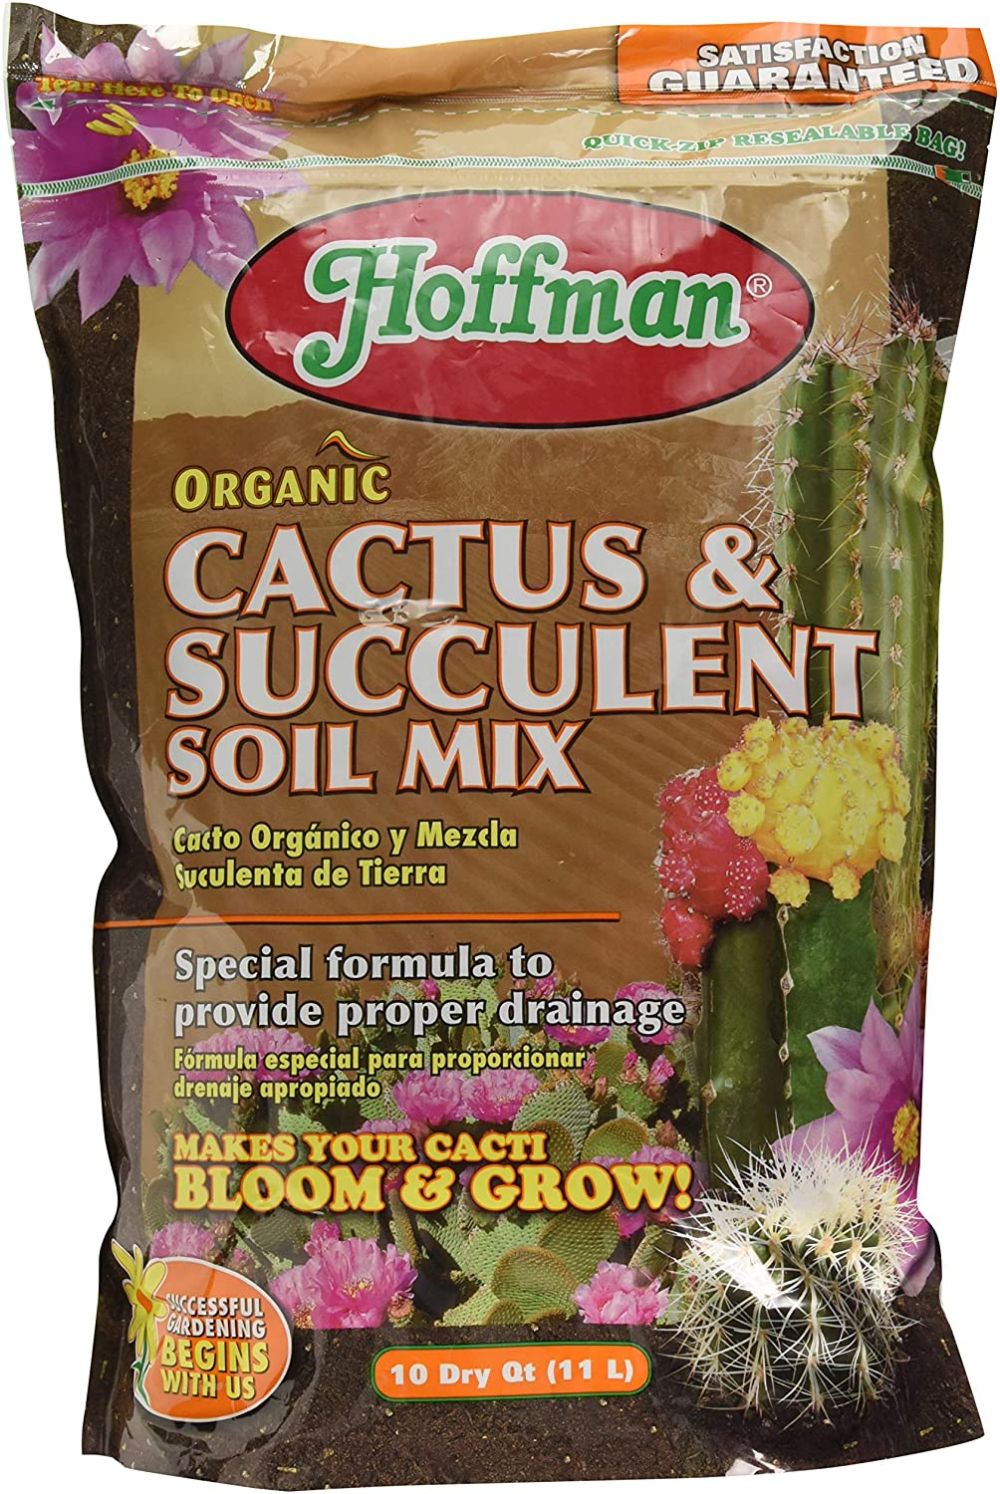 SATISFACTION
GUARANTEED
Tear Here To Open
QUICK-ZIP RESEALABLE BAG!
Hoffman®
ORGANIC
CACTUS &
SUCCULENT
SOIL MIX
Cacto Orgánico y Mezcla
Suculenta de Tierra
Special formula to
provide proper drainage
Fórmula especial para proporcionar
drenaje apropiado
MAKES YOUR CACTI
BLOOM & GROW!
SUCCESSFUL
GARDENING
BEGINS
WITH US
10 Dry Qt (11 L)